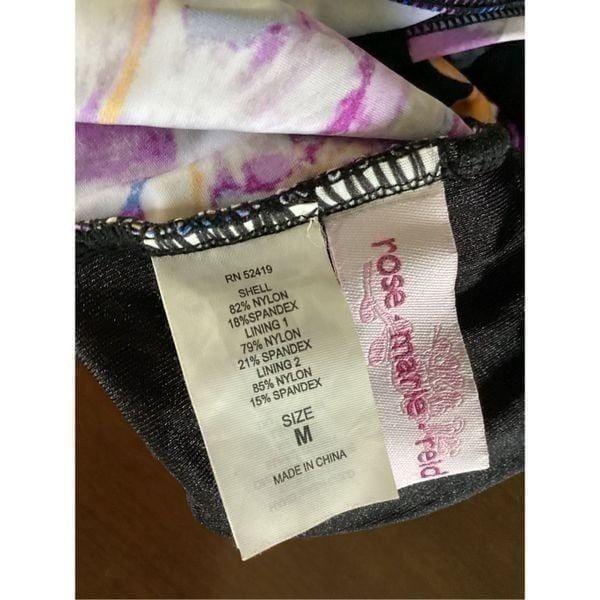 RN 52419
SHELL
82% NYLON
18%SPANDEX
LINING 1
79% NYLON
21% SPANDEX
LINING 2
85% NYLON
15% SPANDEX
SIZE
M
MADE IN CHINA
rose·marie·reid